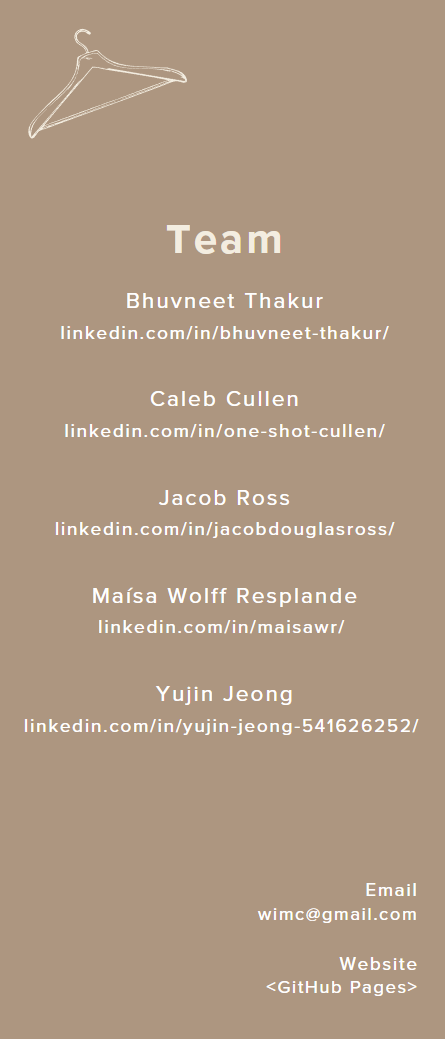 Team
Bhuvneet Thakur
linkedin.com/in/bhuvneet-thakur/
Caleb Cullen
linkedin.com/in/one-shot-cullen/
Jacob Ross
linkedin.com/in/jacobdouglasross/
Maísa Wolff Resplande
linkedin.com/in/maisawr/
Yujin Jeong
linkedin.com/in/yujin-jeong-541626252/
Email
wimc@gmail.com
Website
<GitHub Pages>